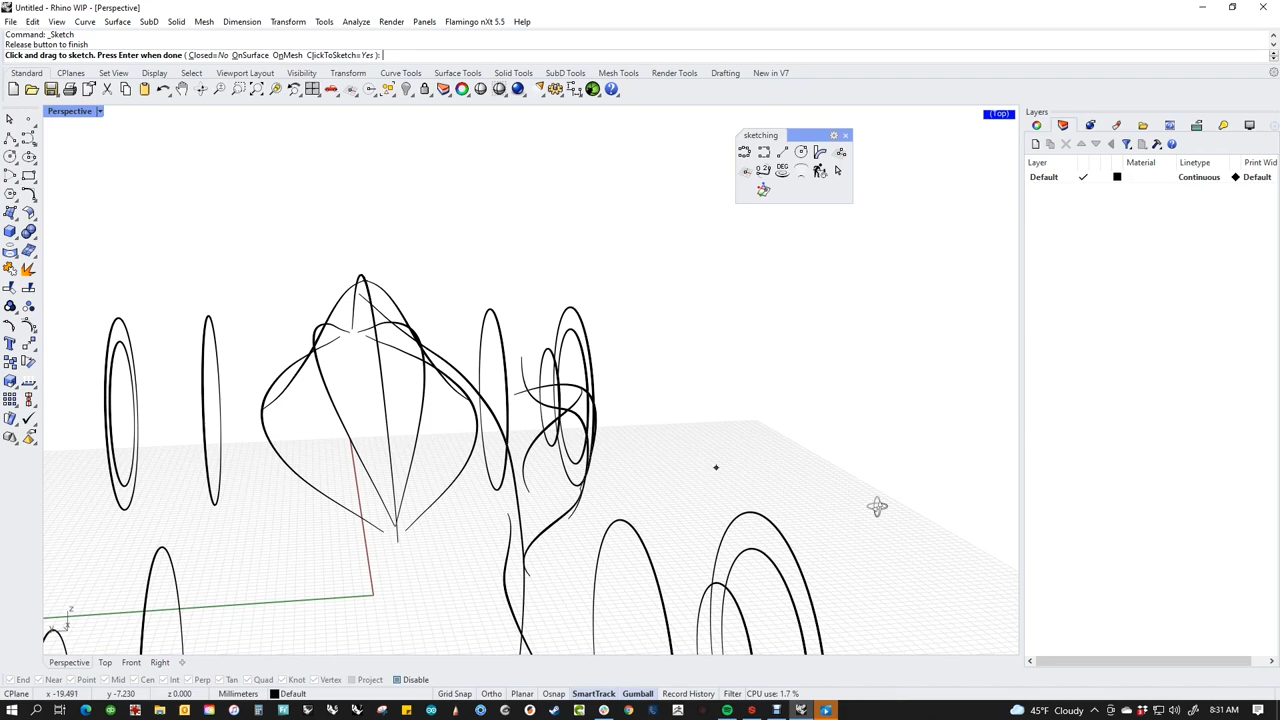 Untitled - Rhino WIP - [Perspective]
File Edit View Curve Surface SubD Solid Mesh Dimension Transform Tools Analyze Render Panels Flamingo nXt 5.5 Help
Command: _Sketch
Release button to finish
Click and drag to sketch. Press Enter when done ( Closed=No OnSurface OnMesh ClickToSketch=Yes ):
Standard CPlanes Set View Display Select Viewport Layout Visibility Transform Curve Tools Surface Tools Solid Tools SubD Tools Mesh Tools Render Tools Drafting New in V7
Perspective
(Top)
Layers
sketching
Layer Material Linetype Print Wid
Default Continuous Default
0.2
DEG
z
y
x
Perspective Top Front Right
End Near Point Mid Cen Int Perp Tan Quad Knot Vertex Project Disable
CPlane x -19.491 y -7.230 z 0.000 Millimeters Default Grid Snap Ortho Planar Osnap SmartTrack Gumball Record History Filter CPU use: 1.7 %
45°F Cloudy 8:31 AM